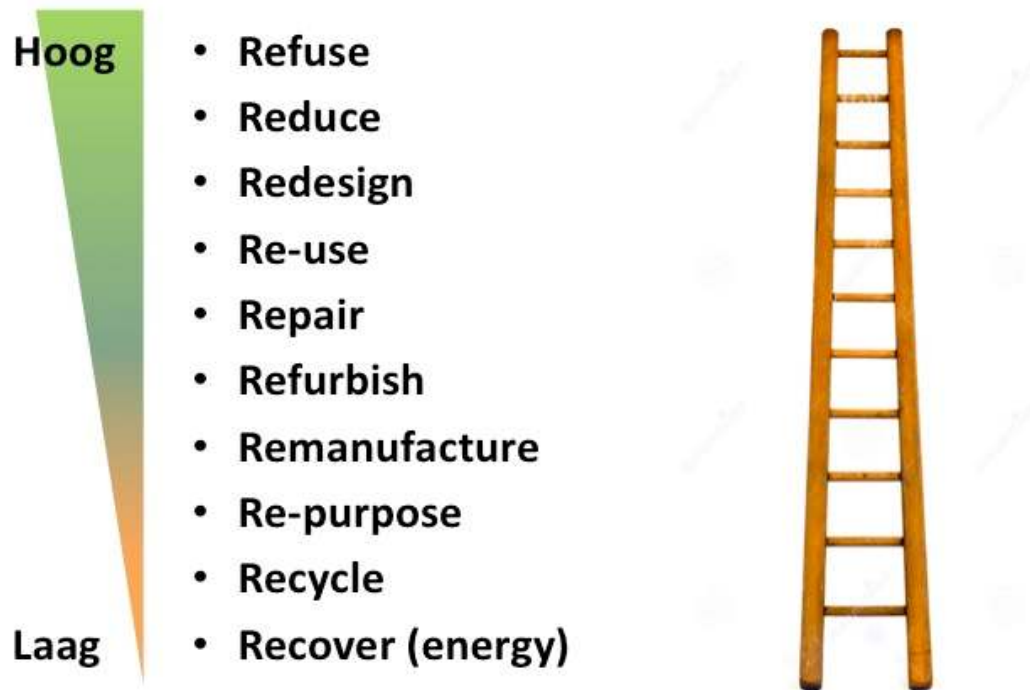 Hoog
• Refuse
• Reduce
• Redesign
• Re-use
• Repair
• Refurbish
• Remanufacture
• Re-purpose
• Recycle
Laag
• Recover (energy)